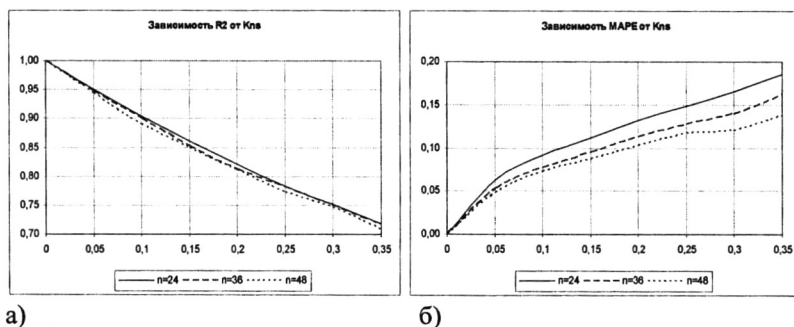 Зависимость R2 от Kns
1,00
0,95
0,90
0,85
0,80
0,75
0,70
0 0,05 0,1 0,15 0,2 0,25 0,3 0,35
n=24 n=36 n=48
а)
Зависимость MAPE от Kns
0,20
0,15
0,10
0,05
0,00
0 0,05 0,1 0,15 0,2 0,25 0,3 0,35
n=24 n=36 n=48
б)